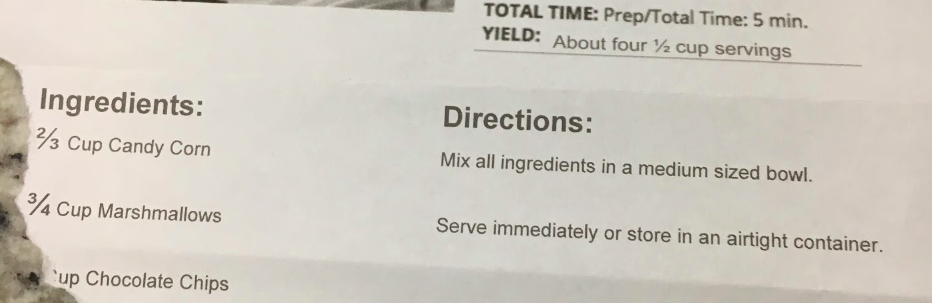 TOTAL TIME: Prep/Total Time: 5 min.
YIELD: About four ½ cup servings
Ingredients:
⅔ Cup Candy Corn
¾ Cup Marshmallows
up Chocolate Chips
Directions:
Mix all ingredients in a medium sized bowl.
Serve immediately or store in an airtight container.